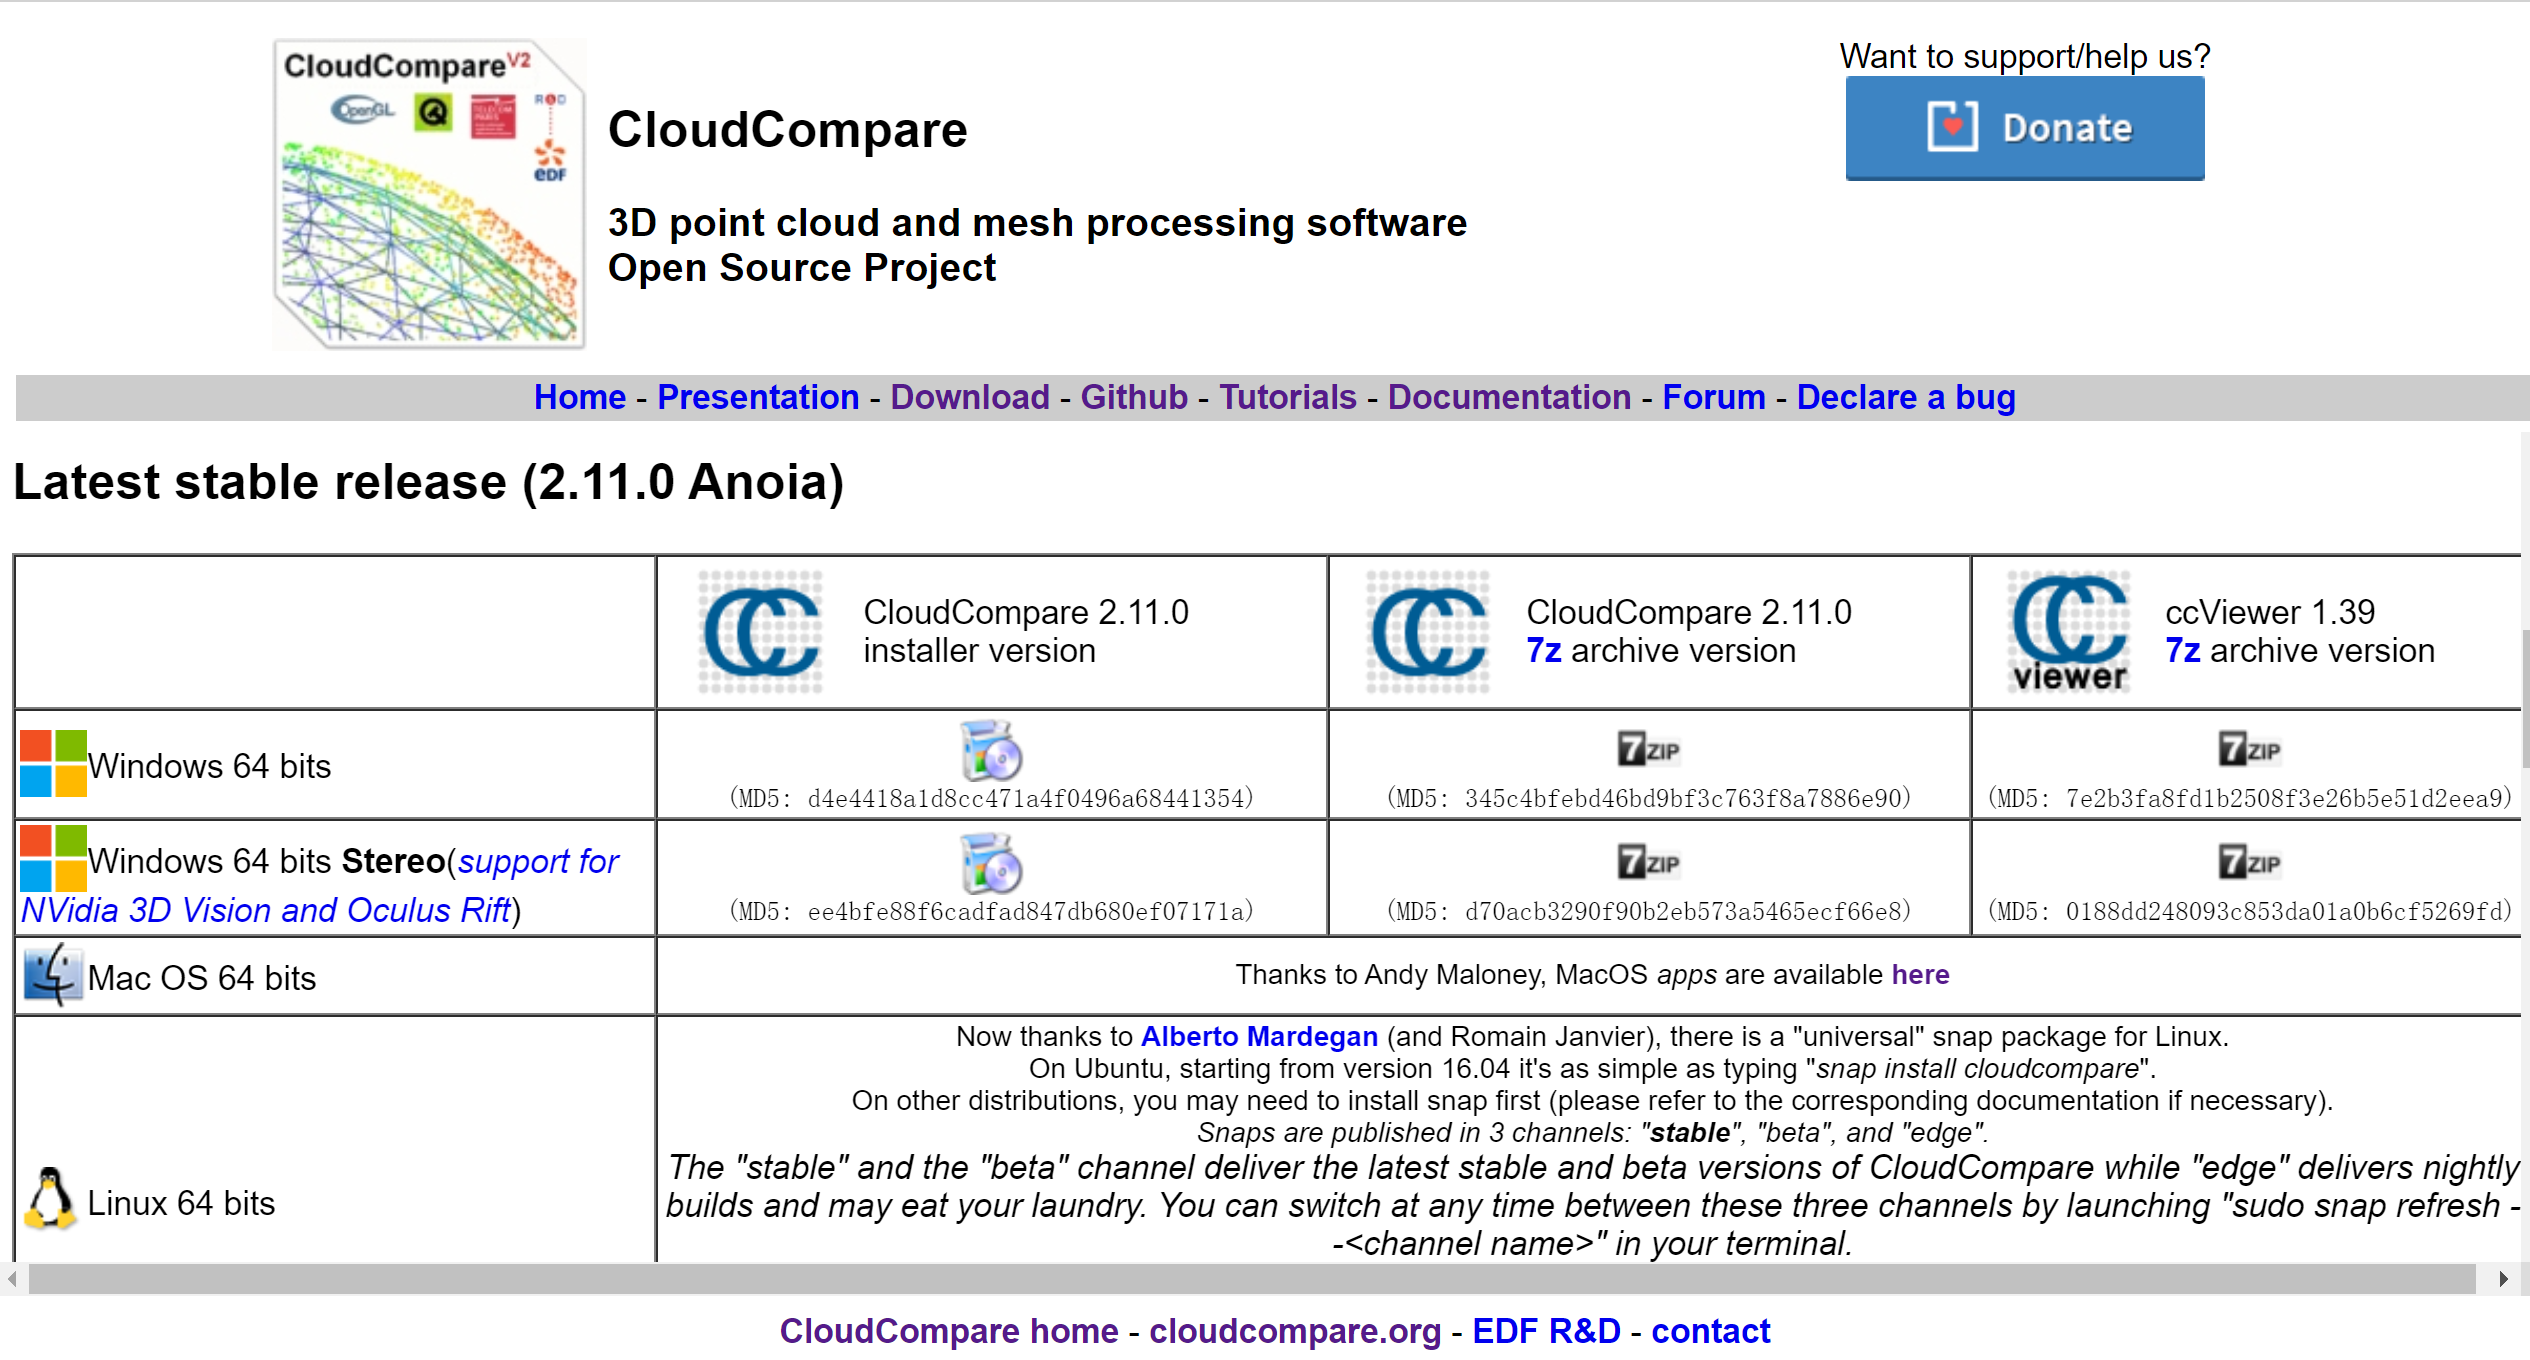 CloudCompareV2
OpenGL
TELECOM
PARIS
R&D
eDF
CloudCompare
3D point cloud and mesh processing software
Open Source Project
Want to support/help us?
Donate
Home - Presentation - Download - Github - Tutorials - Documentation - Forum - Declare a bug
Latest stable release (2.11.0 Anoia)
CC
CloudCompare 2.11.0
installer version
CC
CloudCompare 2.11.0
7z archive version
CC
viewer
ccViewer 1.39
7z archive version
Windows 64 bits
(MD5: d4e4418a1d8cc471a4f0496a68441354)
7ZIP
(MD5: 345c4bfebd46bd9bf3c763f8a7886e90)
7ZIP
(MD5: 7e2b3fa8fd1b2508f3e26b5e51d2eea9)
Windows 64 bits Stereo(support for
NVidia 3D Vision and Oculus Rift)
(MD5: ee4bfe88f6cadfad847db680ef07171a)
7ZIP
(MD5: d70acb3290f90b2eb573a5465ecf66e8)
7ZIP
(MD5: 0188dd248093c853da01a0b6cf5269fd)
Mac OS 64 bits
Thanks to Andy Maloney, MacOS apps are available here
Linux 64 bits
Now thanks to Alberto Mardegan (and Romain Janvier), there is a "universal" snap package for Linux.
On Ubuntu, starting from version 16.04 it's as simple as typing "snap install cloudcompare".
On other distributions, you may need to install snap first (please refer to the corresponding documentation if necessary).
Snaps are published in 3 channels: "stable", "beta", and "edge".
The "stable" and the "beta" channel deliver the latest stable and beta versions of CloudCompare while "edge" delivers nightly
builds and may eat your laundry. You can switch at any time between these three channels by launching "sudo snap refresh -
-<channel name>" in your terminal.
CloudCompare home - cloudcompare.org - EDF R&D - contact